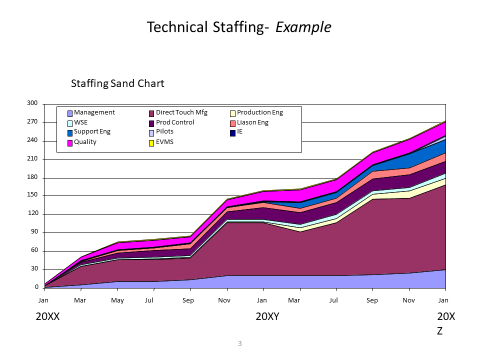 Technical Staffing- Example
Staffing Sand Chart
300
270
240
210
180
150
120
90
60
30
0
Management Direct Touch Mfg Production Eng
WSE Prod Control Liason Eng
Support Eng Pilots IE
Quality EVMS
Jan Mar May Jul Sep Nov Jan Mar Jul Sep Nov Jan
20XX 20XY 20X
Z
3